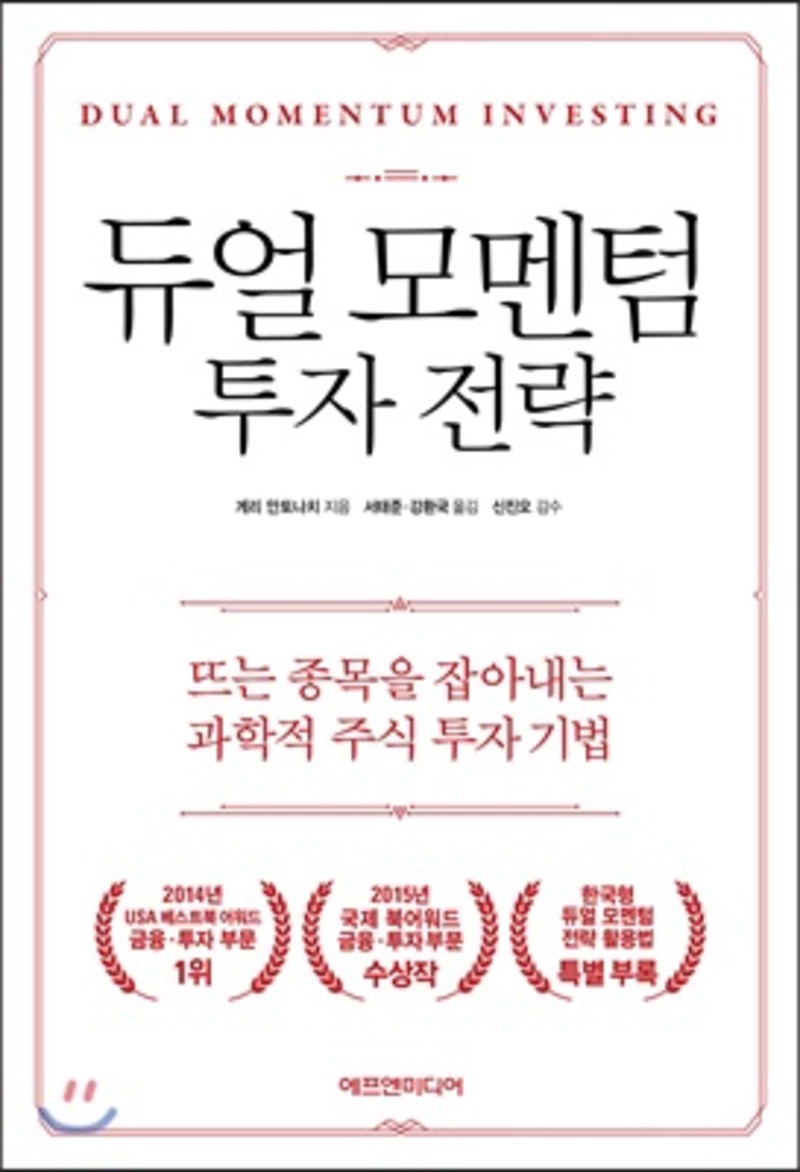 DUAL MOMENTUM INVESTING
듀얼 모멘텀
투자 전략
게리 안토나치 지음 서태준·강환국 옮김 신진오 감수
뜨는 종목을 잡아내는
과학적 주식 투자 기법
2014년
USA 베스트북 어워드
금융·투자 부문
1위
2015년
국제 북어워드
금융·투자 부문
수상작
한국형
듀얼 모멘텀
전략 활용법
특별 부록
에프엔미디어